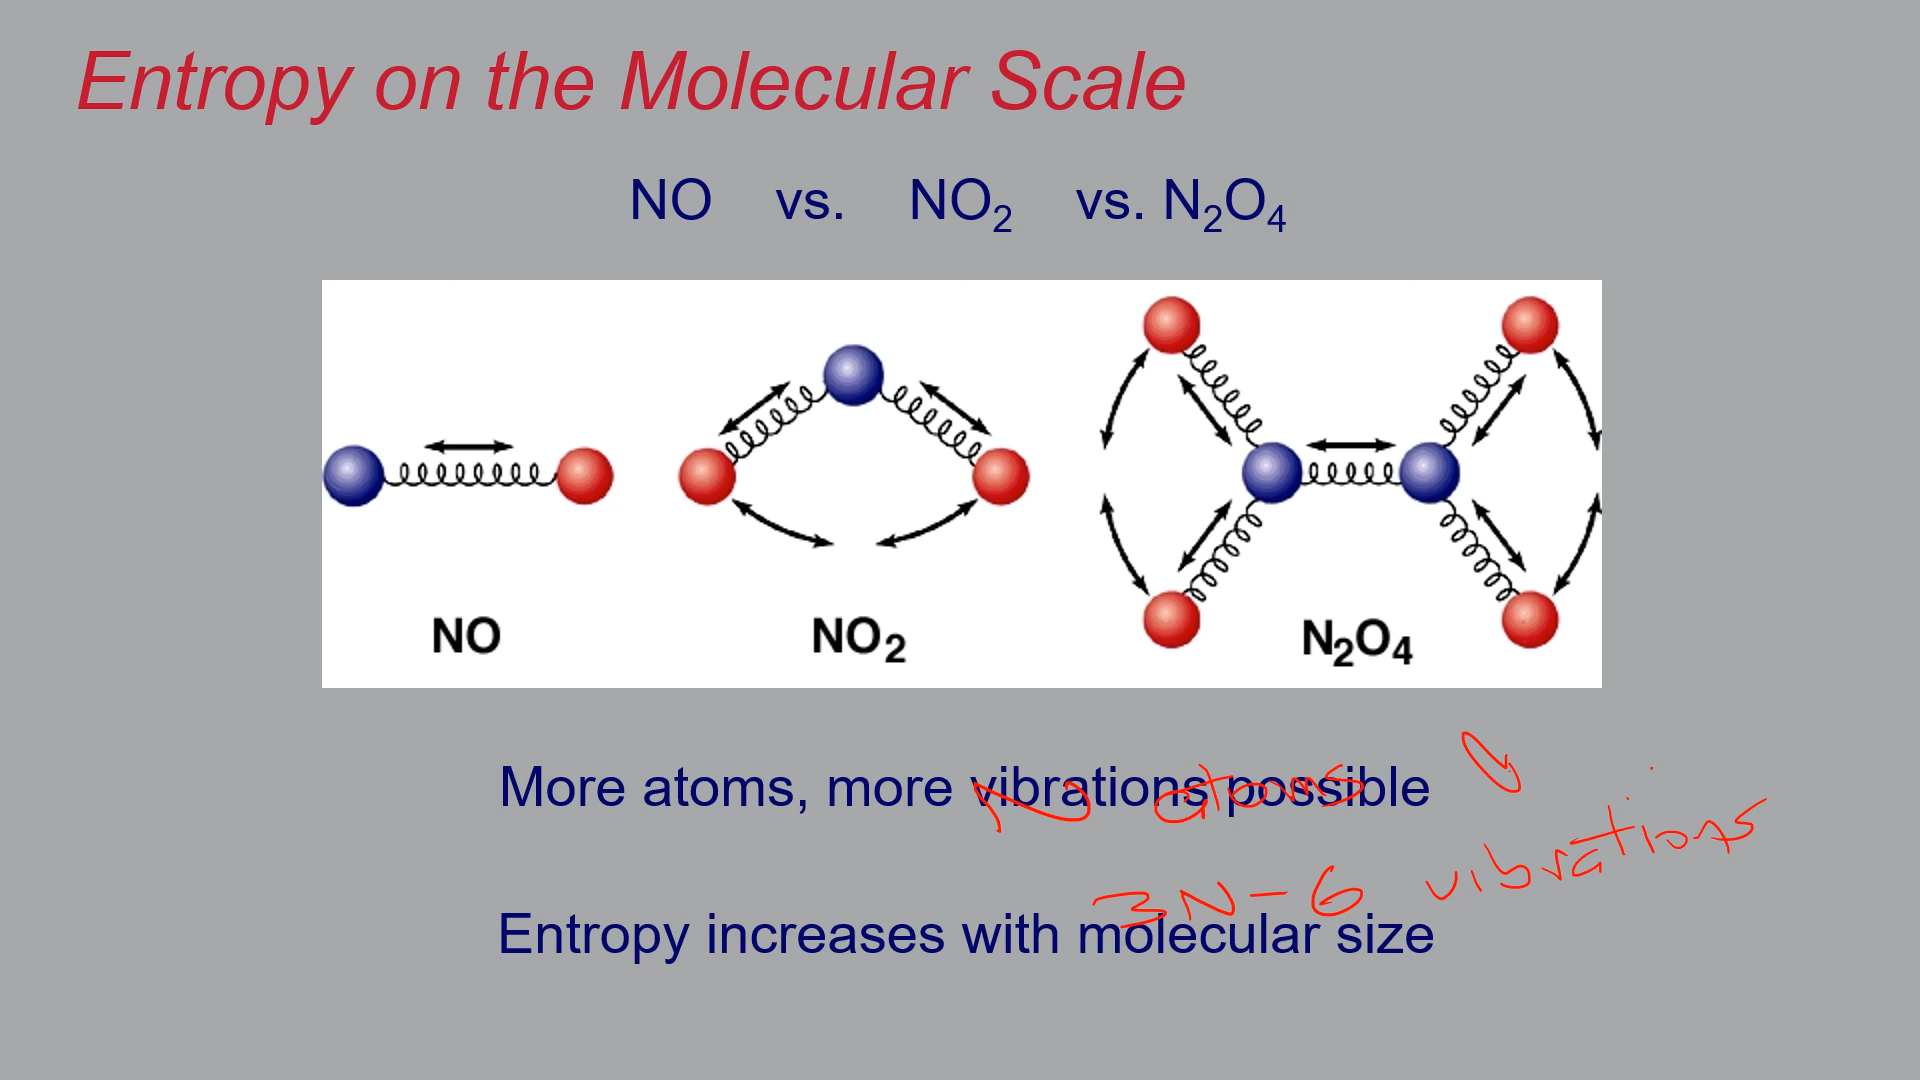 Entropy on the Molecular Scale
NO vs. NO₂ vs. N₂O₄
NO NO₂ N₂O₄
More atoms, more vibrations possible
N atoms
3N-6 vibrations
Entropy increases with molecular size